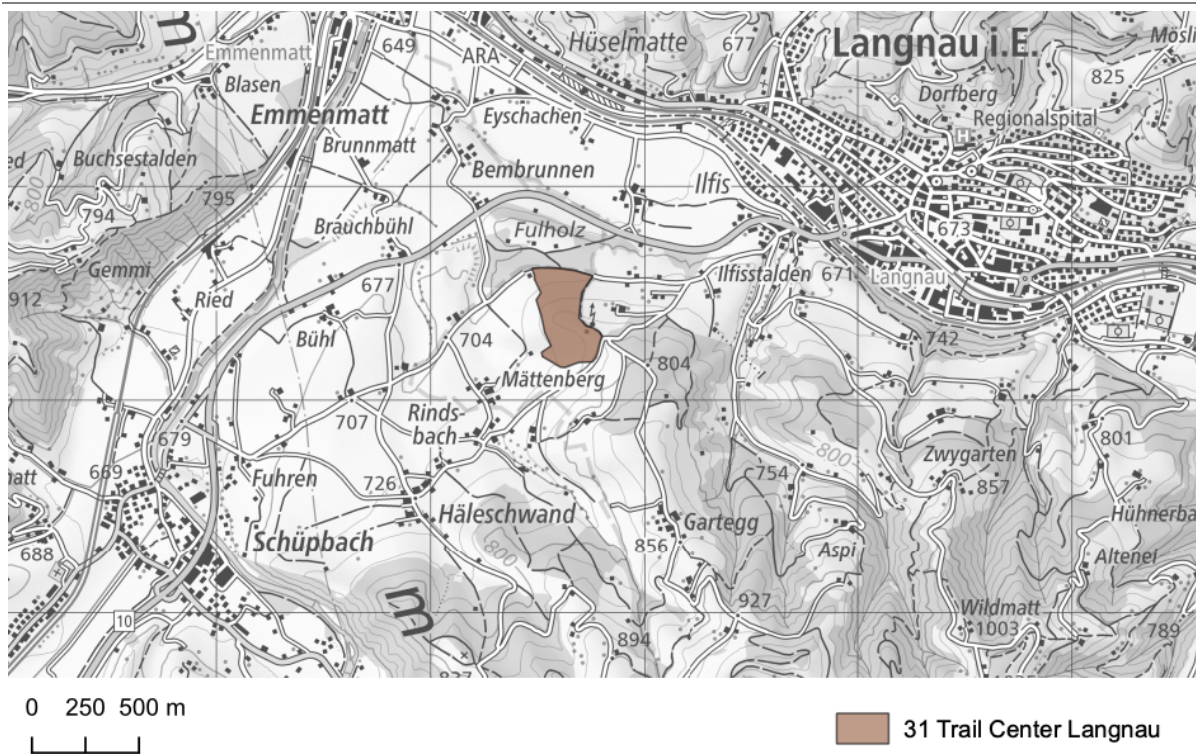 m
Emmenmatt
649
ARA
Hüselmatte
677
Langnau i.E.
Mösli
825
Blasen
Dorfberg
Emmenmatt
Eyschachen
Regionalspital
H
Buchsestalden
Brunnmatt
Bembrunnen
Ilfis
800
794
795
Brauchbühl
Fulholz
673
Gemmi
677
Ilfisstalden
671
Langnau
912
Ried
Bühl
704
742
804
Mättenberg
707
Rinds-
bach
801
679
Zwygarten
669
Fuhren
726
754
800
857
Häleschwand
Gartegg
Hühnerba
688
Schüpbach
800
856
Aspi
Altenei
m
927
Wildmatt
1003
10
894
789
0 250 500 m
31 Trail Center Langnau